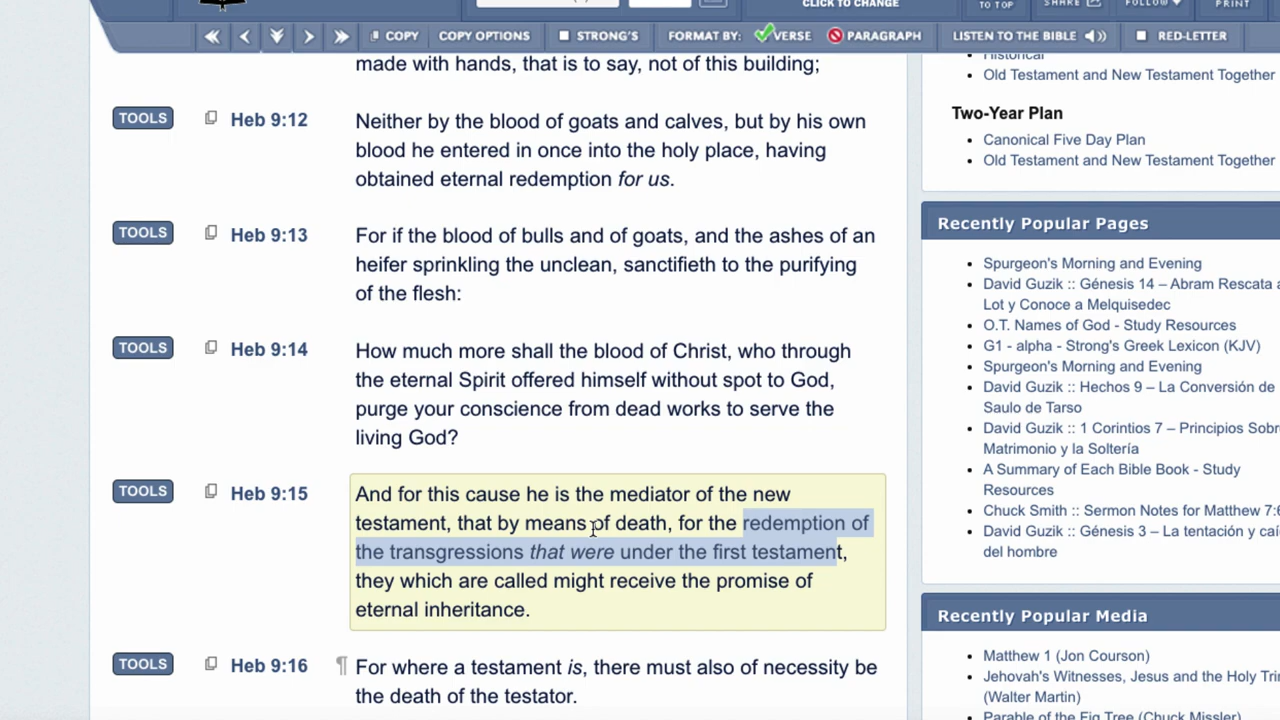 CLICK TO CHANGE
TO TOP
SHARE
FOLLOW
PRINT
COPY
COPY OPTIONS
STRONG'S
FORMAT BY:
VERSE
PARAGRAPH
LISTEN TO THE BIBLE
RED-LETTER
made with hands, that is to say, not of this building;
TOOLS
Heb 9:12
Neither by the blood of goats and calves, but by his own
blood he entered in once into the holy place, having
obtained eternal redemption for us.
TOOLS
Heb 9:13
For if the blood of bulls and of goats, and the ashes of an
heifer sprinkling the unclean, sanctifieth to the purifying
of the flesh:
TOOLS
Heb 9:14
How much more shall the blood of Christ, who through
the eternal Spirit offered himself without spot to God,
purge your conscience from dead works to serve the
living God?
TOOLS
Heb 9:15
And for this cause he is the mediator of the new
testament, that by means of death, for the redemption of
the transgressions that were under the first testament,
they which are called might receive the promise of
eternal inheritance.
TOOLS
Heb 9:16
¶ For where a testament is, there must also of necessity be
the death of the testator.
Historical
Old Testament and New Testament Together
Two-Year Plan
Canonical Five Day Plan
Old Testament and New Testament Together
Recently Popular Pages
Spurgeon's Morning and Evening
David Guzik :: Génesis 14 – Abram Rescata a
Lot y Conoce a Melquisedec
O.T. Names of God - Study Resources
G1 - alpha - Strong's Greek Lexicon (KJV)
Spurgeon's Morning and Evening
David Guzik :: Hechos 9 – La Conversión de
Saulo de Tarso
David Guzik :: 1 Corintios 7 – Principios Sobr
Matrimonio y la Soltería
A Summary of Each Bible Book - Study
Resources
Chuck Smith :: Sermon Notes for Matthew 7:6
David Guzik :: Génesis 3 – La tentación y caí
del hombre
Recently Popular Media
Matthew 1 (Jon Courson)
Jehovah's Witnesses, Jesus and the Holy Tri
(Walter Martin)
Parable of the Fig Tree (Chuck Missler)